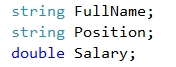 string FullName;
string Position;
double Salary;